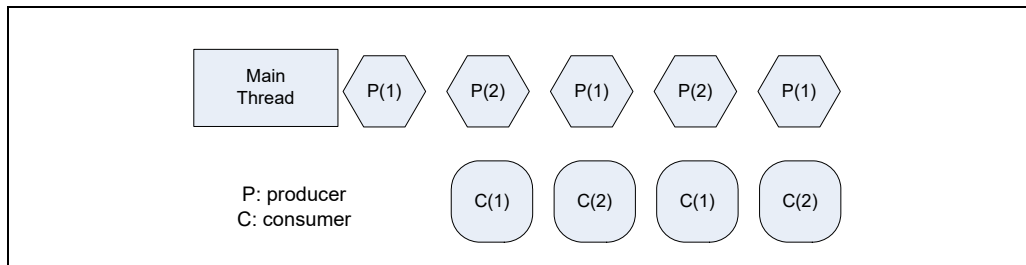 Main
Thread
P(1) P(2) P(1) P(2) P(1)
P: producer
C: consumer
C(1) C(2) C(1) C(2)